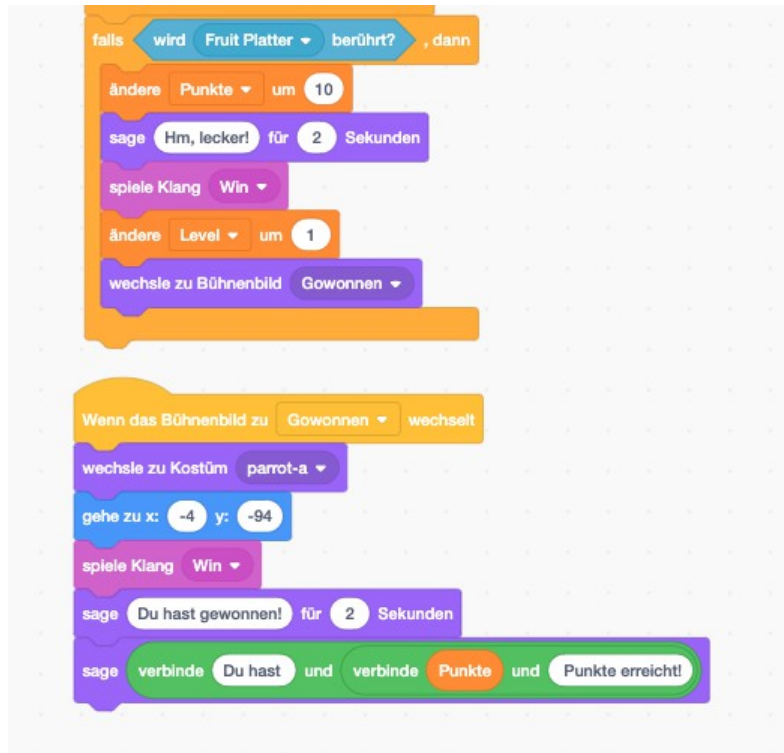 falls wird Fruit Platter berührt? , dann
ändere Punkte um 10
sage Hm, lecker! für 2 Sekunden
spiele Klang Win
ändere Level um 1
wechsle zu Bühnenbild Gowonnen
Wenn das Bühnenbild zu Gowonnen wechselt
wechsle zu Kostüm parrot-a
gehe zu x: -4 y: -94
spiele Klang Win
sage Du hast gewonnen! für 2 Sekunden
sage verbinde Du hast und verbinde Punkte und Punkte erreicht!